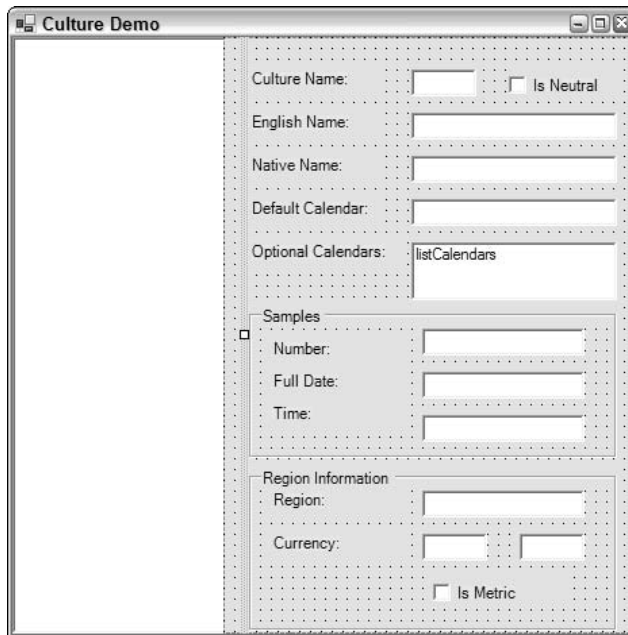 Culture Demo
Culture Name:
Is Neutral
English Name:
Native Name:
Default Calendar:
Optional Calendars:
listCalendars
Samples
Number:
Full Date:
Time:
Region Information
Region:
Currency:
Is Metric